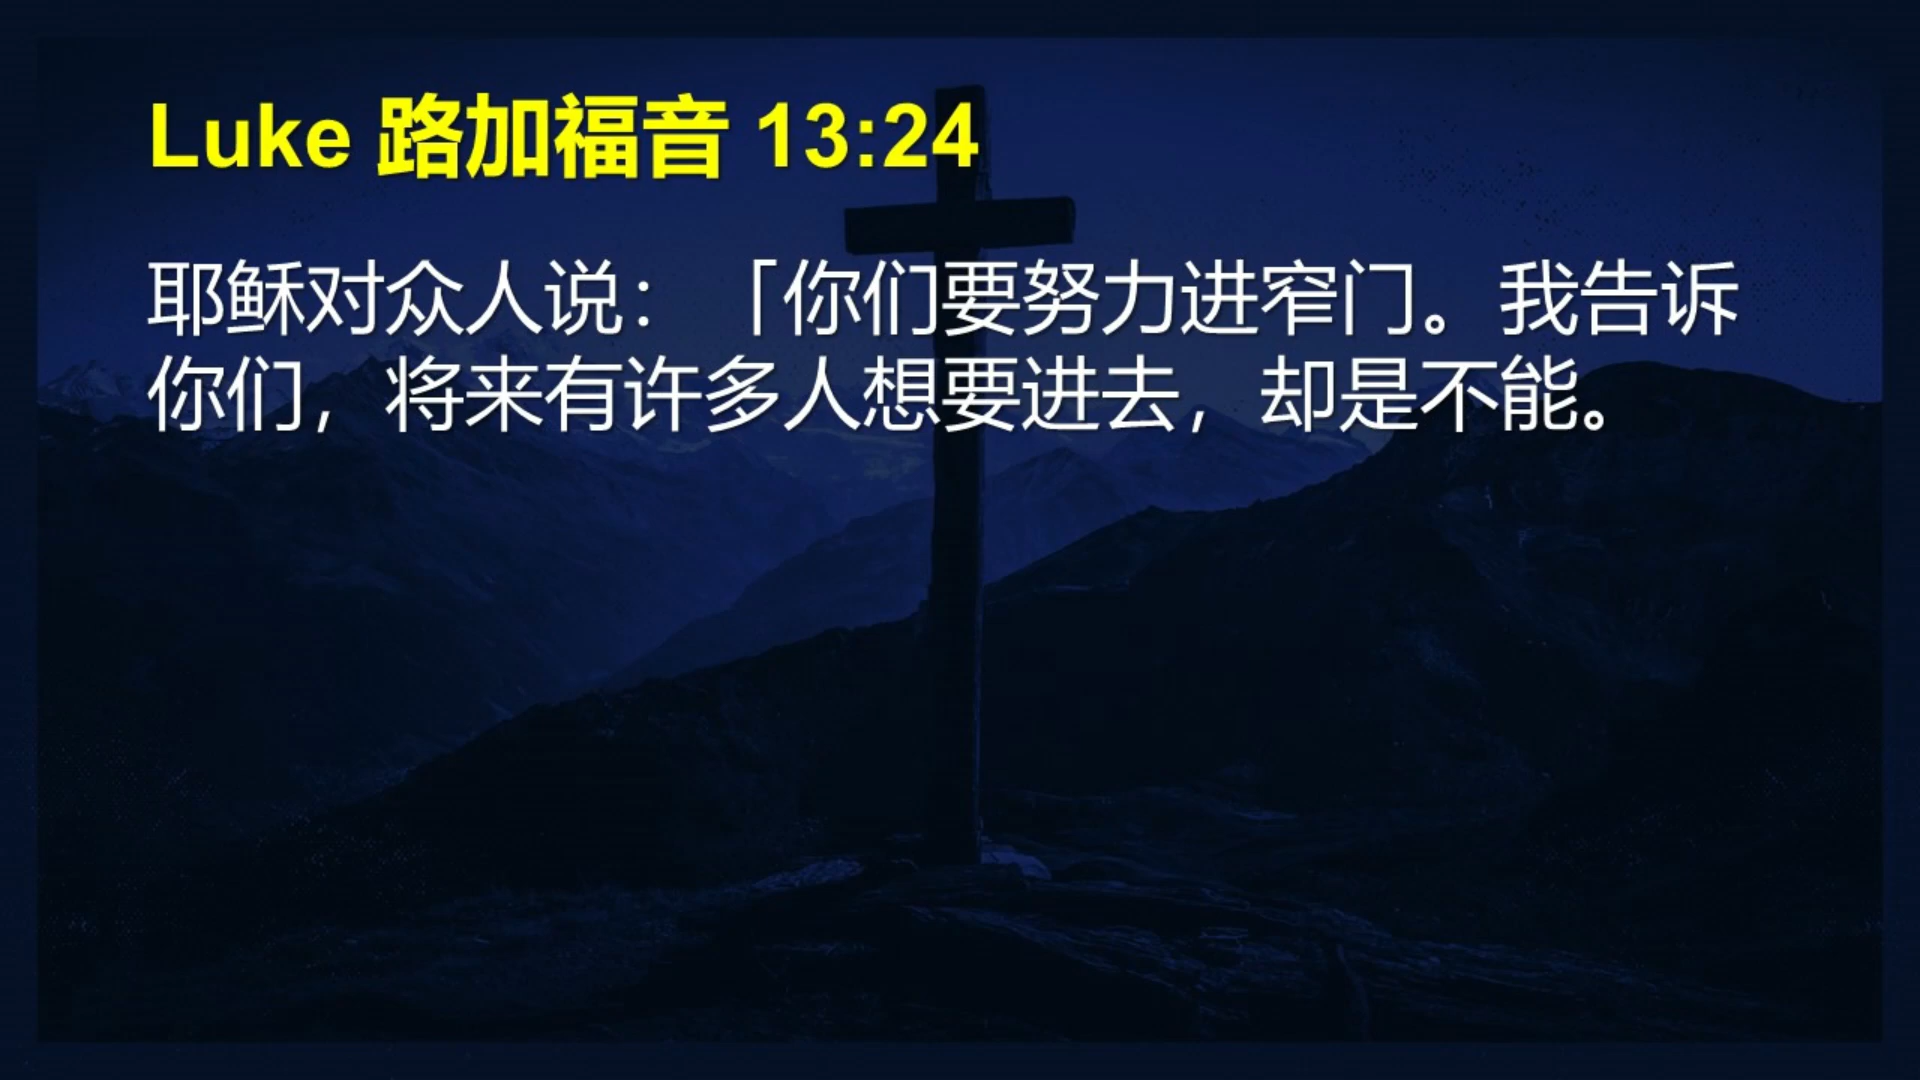 Luke 路加福音 13:24
耶稣对众人说：「你们要努力进窄门。我告诉
你们，将来有许多人想要进去，却是不能。